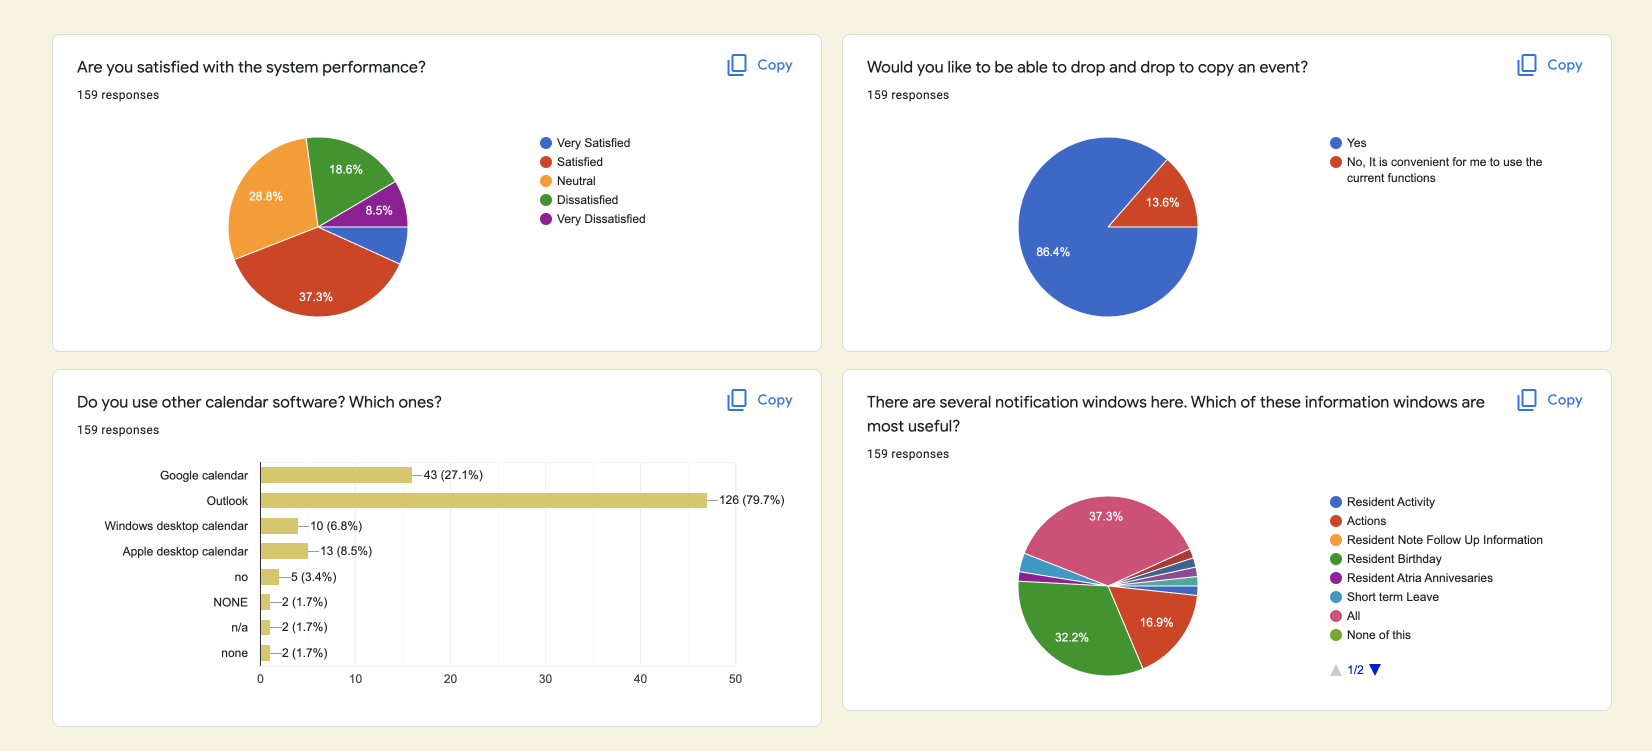 Are you satisfied with the system performance?
Copy
159 responses
18.6%
28.8%
8.5%
37.3%
Very Satisfied
Satisfied
Neutral
Dissatisfied
Very Dissatisfied
Would you like to be able to drop and drop to copy an event?
Copy
159 responses
13.6%
86.4%
Yes
No, It is convenient for me to use the
current functions
Do you use other calendar software? Which ones?
Copy
159 responses
Google calendar 43 (27.1%)
Outlook 126 (79.7%)
Windows desktop calendar 10 (6.8%)
Apple desktop calendar 13 (8.5%)
no 5 (3.4%)
NONE 2 (1.7%)
n/a 2 (1.7%)
none 2 (1.7%)
0 10 20 30 40 50
There are several notification windows here. Which of these information windows are
most useful?
Copy
159 responses
37.3%
16.9%
32.2%
Resident Activity
Actions
Resident Note Follow Up Information
Resident Birthday
Resident Atria Annivesaries
Short term Leave
All
None of this
1/2